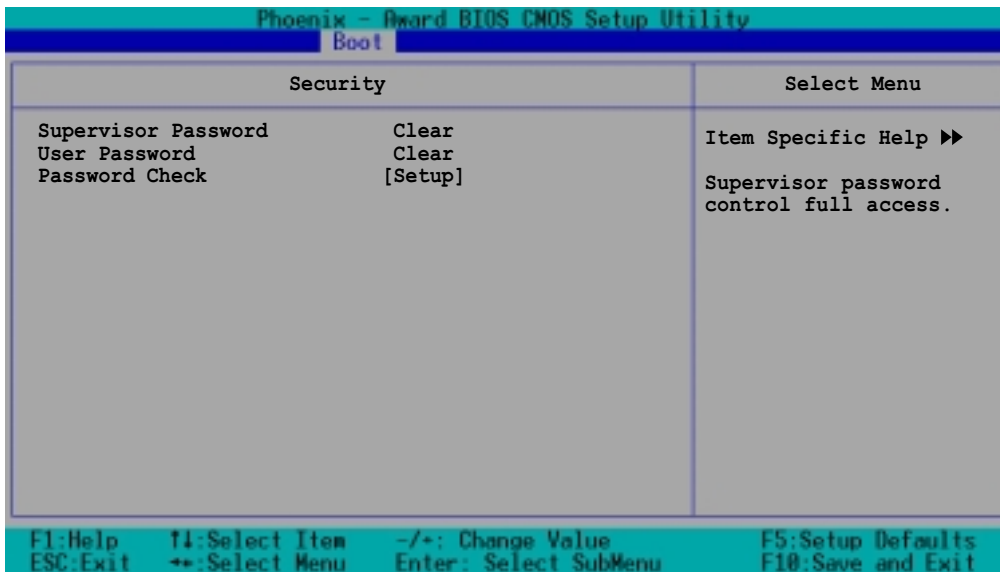 Phoenix - Award BIOS CMOS Setup Utility
Boot
Security
Select Menu
Supervisor Password Clear
User Password Clear
Password Check [Setup]
Item Specific Help ▶▶
Supervisor password
control full access.
F1:Help ↑↓:Select Item -/+: Change Value F5:Setup Defaults
ESC:Exit ←→:Select Menu Enter: Select SubMenu F10:Save and Exit